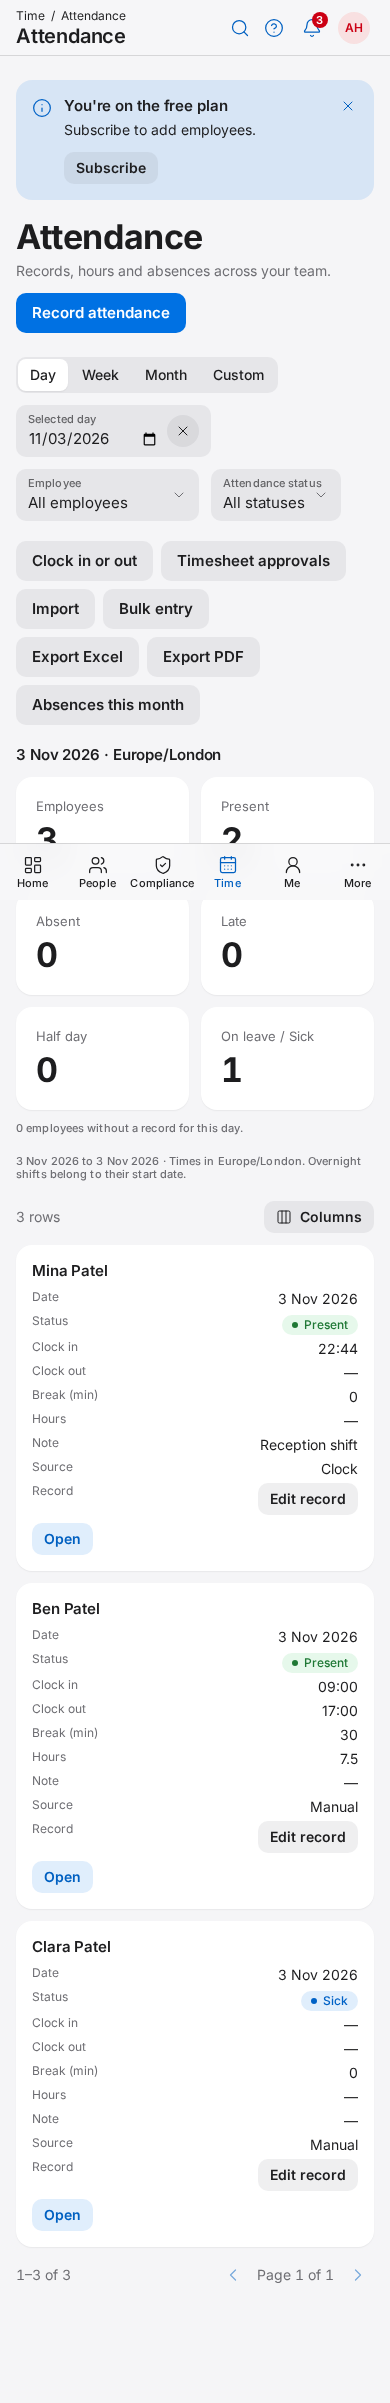 Time / Attendance
Attendance
3
AH
You're on the free plan
Subscribe to add employees.
Subscribe
Attendance
Records, hours and absences across your team.
Record attendance
Day Week Month Custom
Selected day
11/03/2026
Employee
All employees
Attendance status
All statuses
Clock in or out Timesheet approvals
Import Bulk entry
Export Excel Export PDF
Absences this month
3 Nov 2026 · Europe/London
Employees
3
Present
2
Home People Compliance Time Me More
Absent
0
Late
0
Half day
0
On leave / Sick
1
0 employees without a record for this day.
3 Nov 2026 to 3 Nov 2026 · Times in Europe/London. Overnight
shifts belong to their start date.
3 rows Columns
Mina Patel
Date 3 Nov 2026
Status Present
Clock in 22:44
Clock out —
Break (min) 0
Hours —
Note Reception shift
Source Clock
Record Edit record
Open
Ben Patel
Date 3 Nov 2026
Status Present
Clock in 09:00
Clock out 17:00
Break (min) 30
Hours 7.5
Note —
Source Manual
Record Edit record
Open
Clara Patel
Date 3 Nov 2026
Status Sick
Clock in —
Clock out —
Break (min) 0
Hours —
Note —
Source Manual
Record Edit record
Open
1–3 of 3 Page 1 of 1